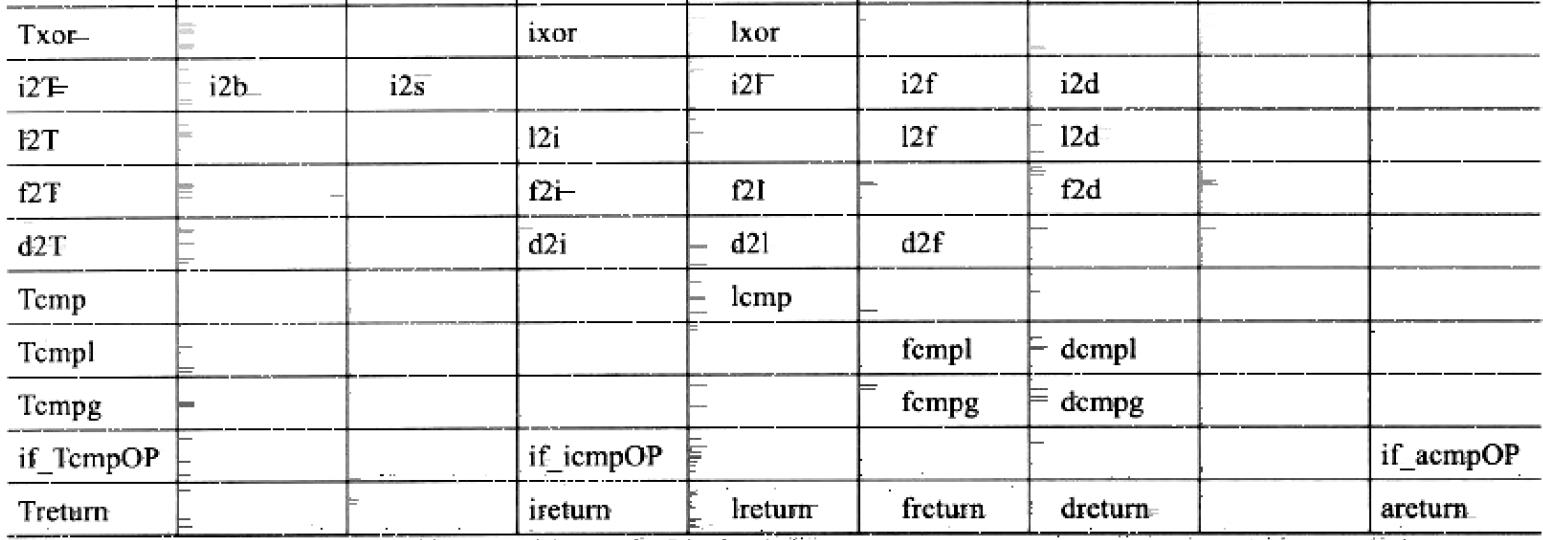 Txor ixor lxor
i2T i2b i2s i2l i2f i2d
l2T l2i l2f l2d
f2T f2i f2l f2d
d2T d2i d2l d2f
Tcmp lcmp
Tcmpl fcmpl dcmpl
Tcmpg fcmpg dcmpg
if_TcmpOP if_icmpOP if_acmpOP
Treturn ireturn lreturn freturn dreturn areturn